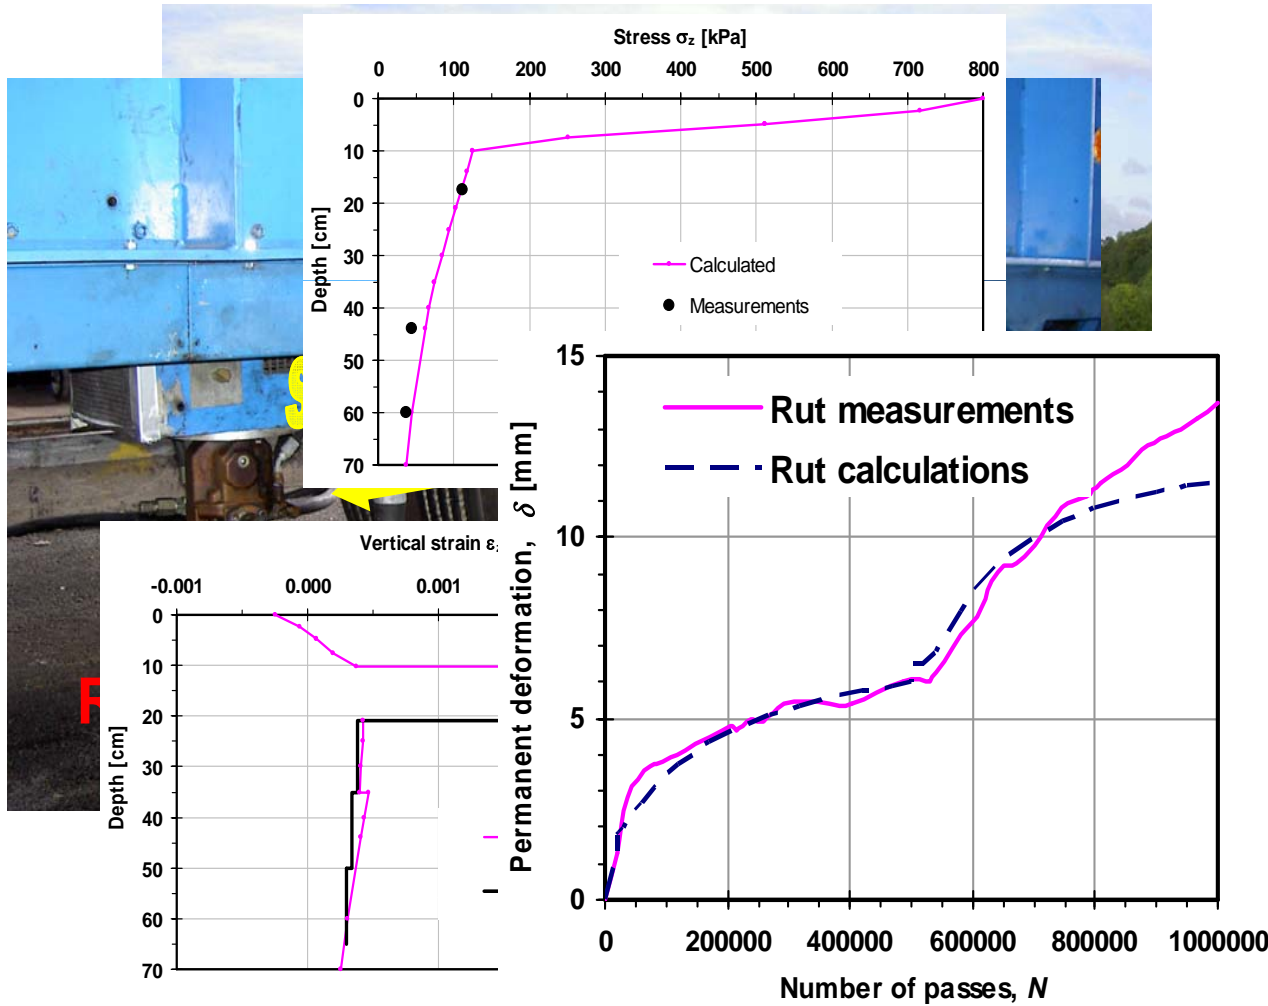 Stress σz [kPa]
0 100 200 300 400 500 600 700 800
0
10
20
30
40
50
60
70
Depth [cm]
Calculated
Measurements
S
R
Vertical strain ε
-0.001 0.000 0.001
0
10
20
30
40
50
60
70
Depth [cm]
15
10
5
0
Permanent deformation, δ [mm]
Rut measurements
Rut calculations
0 200000 400000 600000 800000 1000000
Number of passes, N